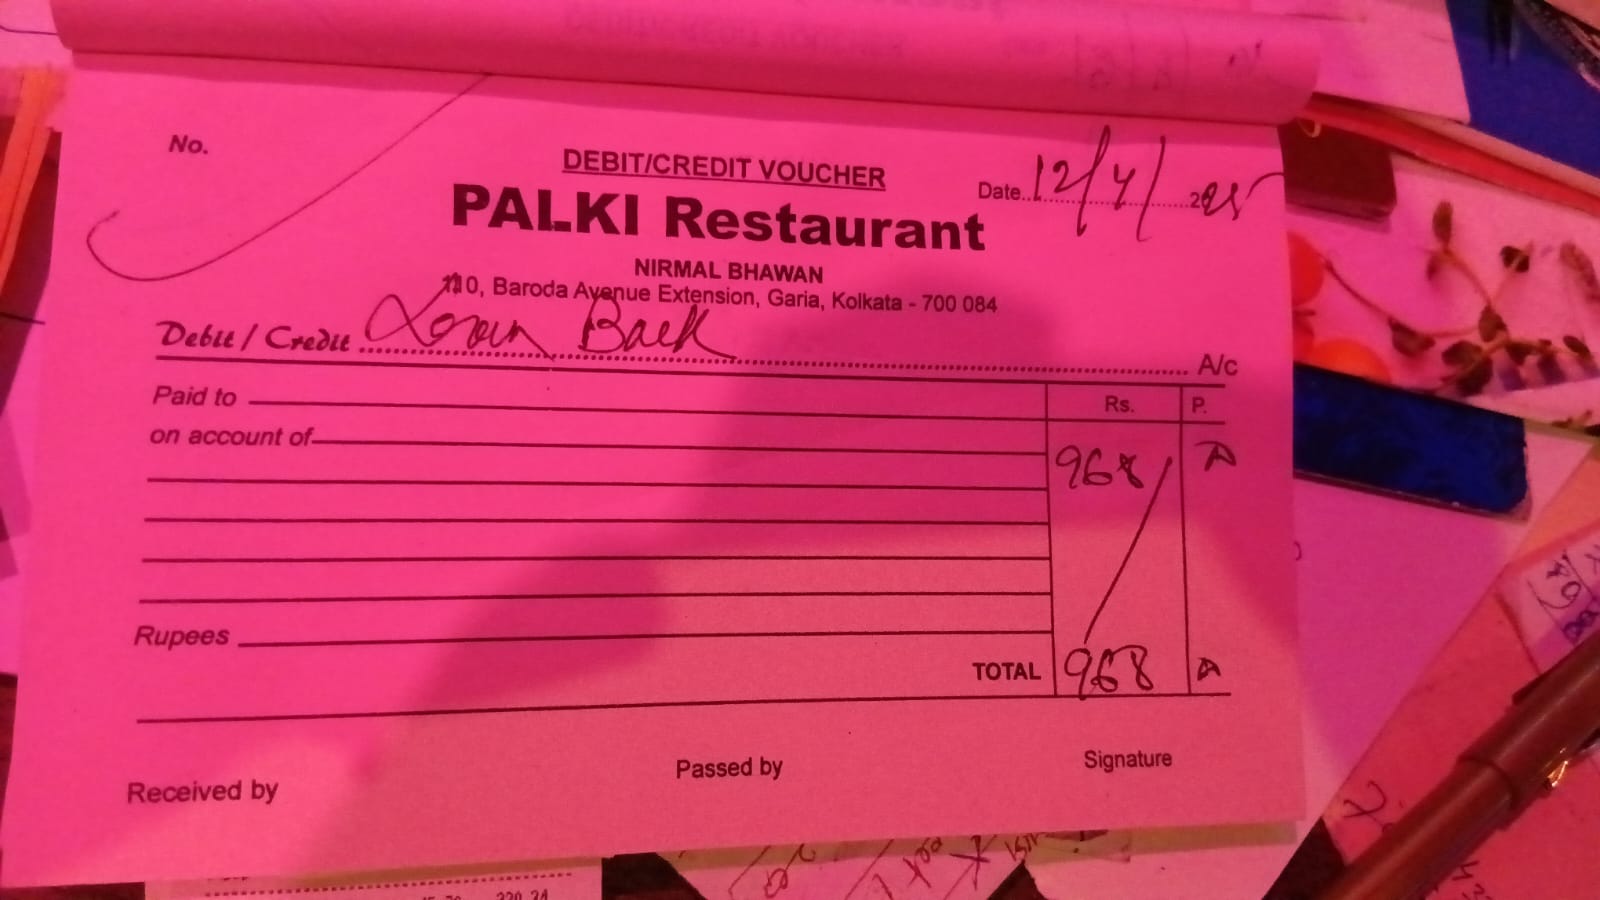 No.
DEBIT/CREDIT VOUCHER
Date 12/4/2025
PALKI Restaurant
NIRMAL BHAWAN
110, Baroda Avenue Extension, Garia, Kolkata - 700 084
Debit / Credit Loan Back A/c
Paid to Rs. P.
on account of
968
Rupees
TOTAL 968
Received by Passed by Signature